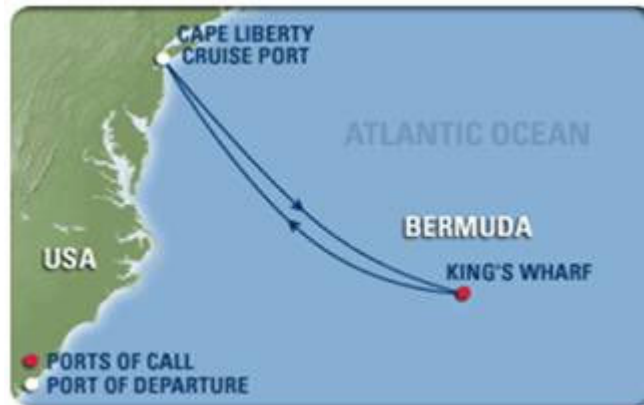 CAPE LIBERTY
CRUISE PORT
ATLANTIC OCEAN
BERMUDA
USA
KING'S WHARF
PORTS OF CALL
PORT OF DEPARTURE